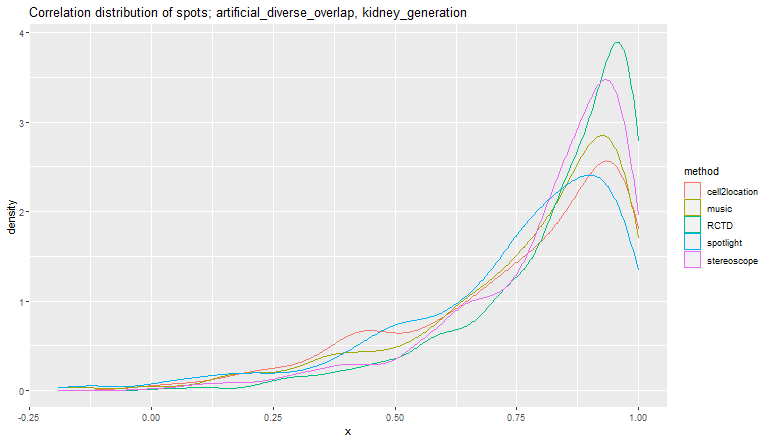 Correlation distribution of spots; artificial_diverse_overlap, kidney_generation
4
3
2
1
0
density
-0.25
0.00
0.25
0.50
0.75
1.00
x
method
cell2location
music
RCTD
spotlight
stereoscope